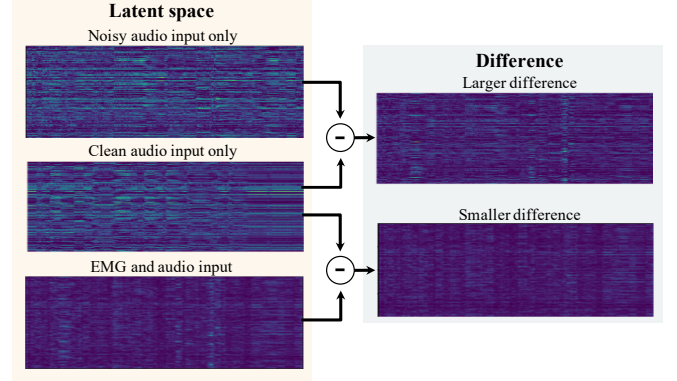 Latent space
Noisy audio input only
Clean audio input only
EMG and audio input
Difference
Larger difference
Smaller difference
-
-